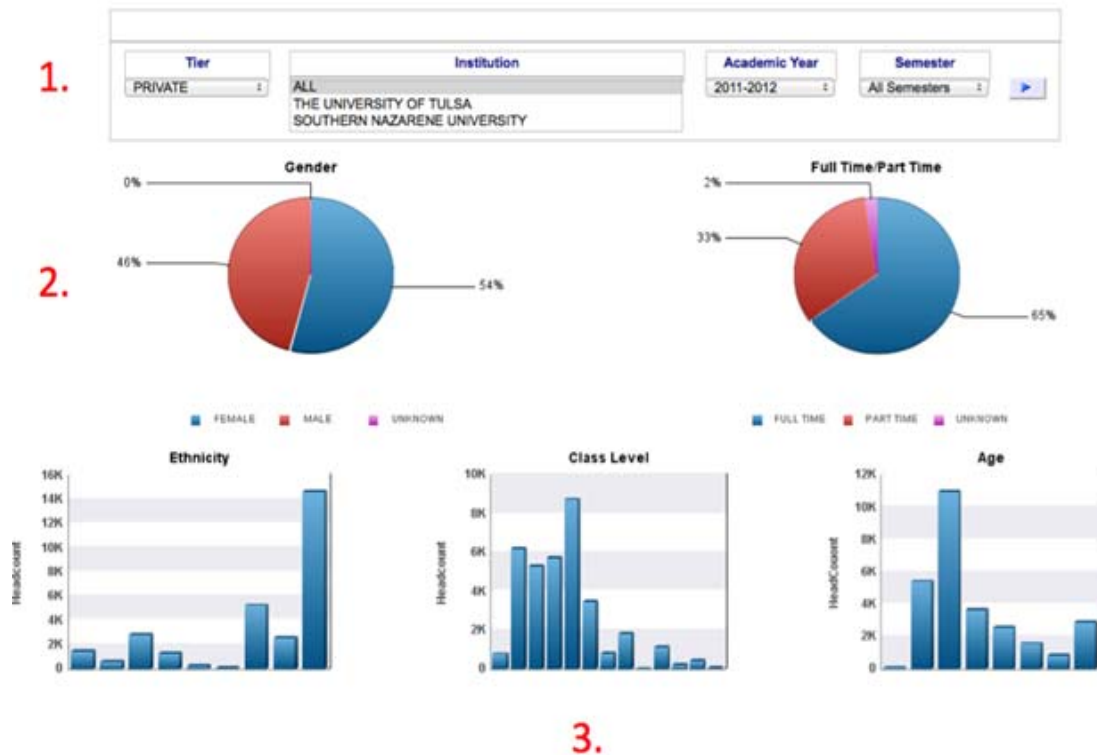 1.
Tier Institution Academic Year Semester
PRIVATE ALL 2011-2012 All Semesters
THE UNIVERSITY OF TULSA
SOUTHERN NAZARENE UNIVERSITY
2.
Gender
0%
46%
54%
FEMALE MALE UNKNOWN
Full Time/Part Time
2%
33%
65%
FULL TIME PART TIME UNKNOWN
Ethnicity
Headcount
16K
14K
12K
10K
8K
6K
4K
2K
0
Class Level
Headcount
10K
8K
6K
4K
2K
0
Age
HeadCount
12K
10K
8K
6K
4K
2K
0
3.